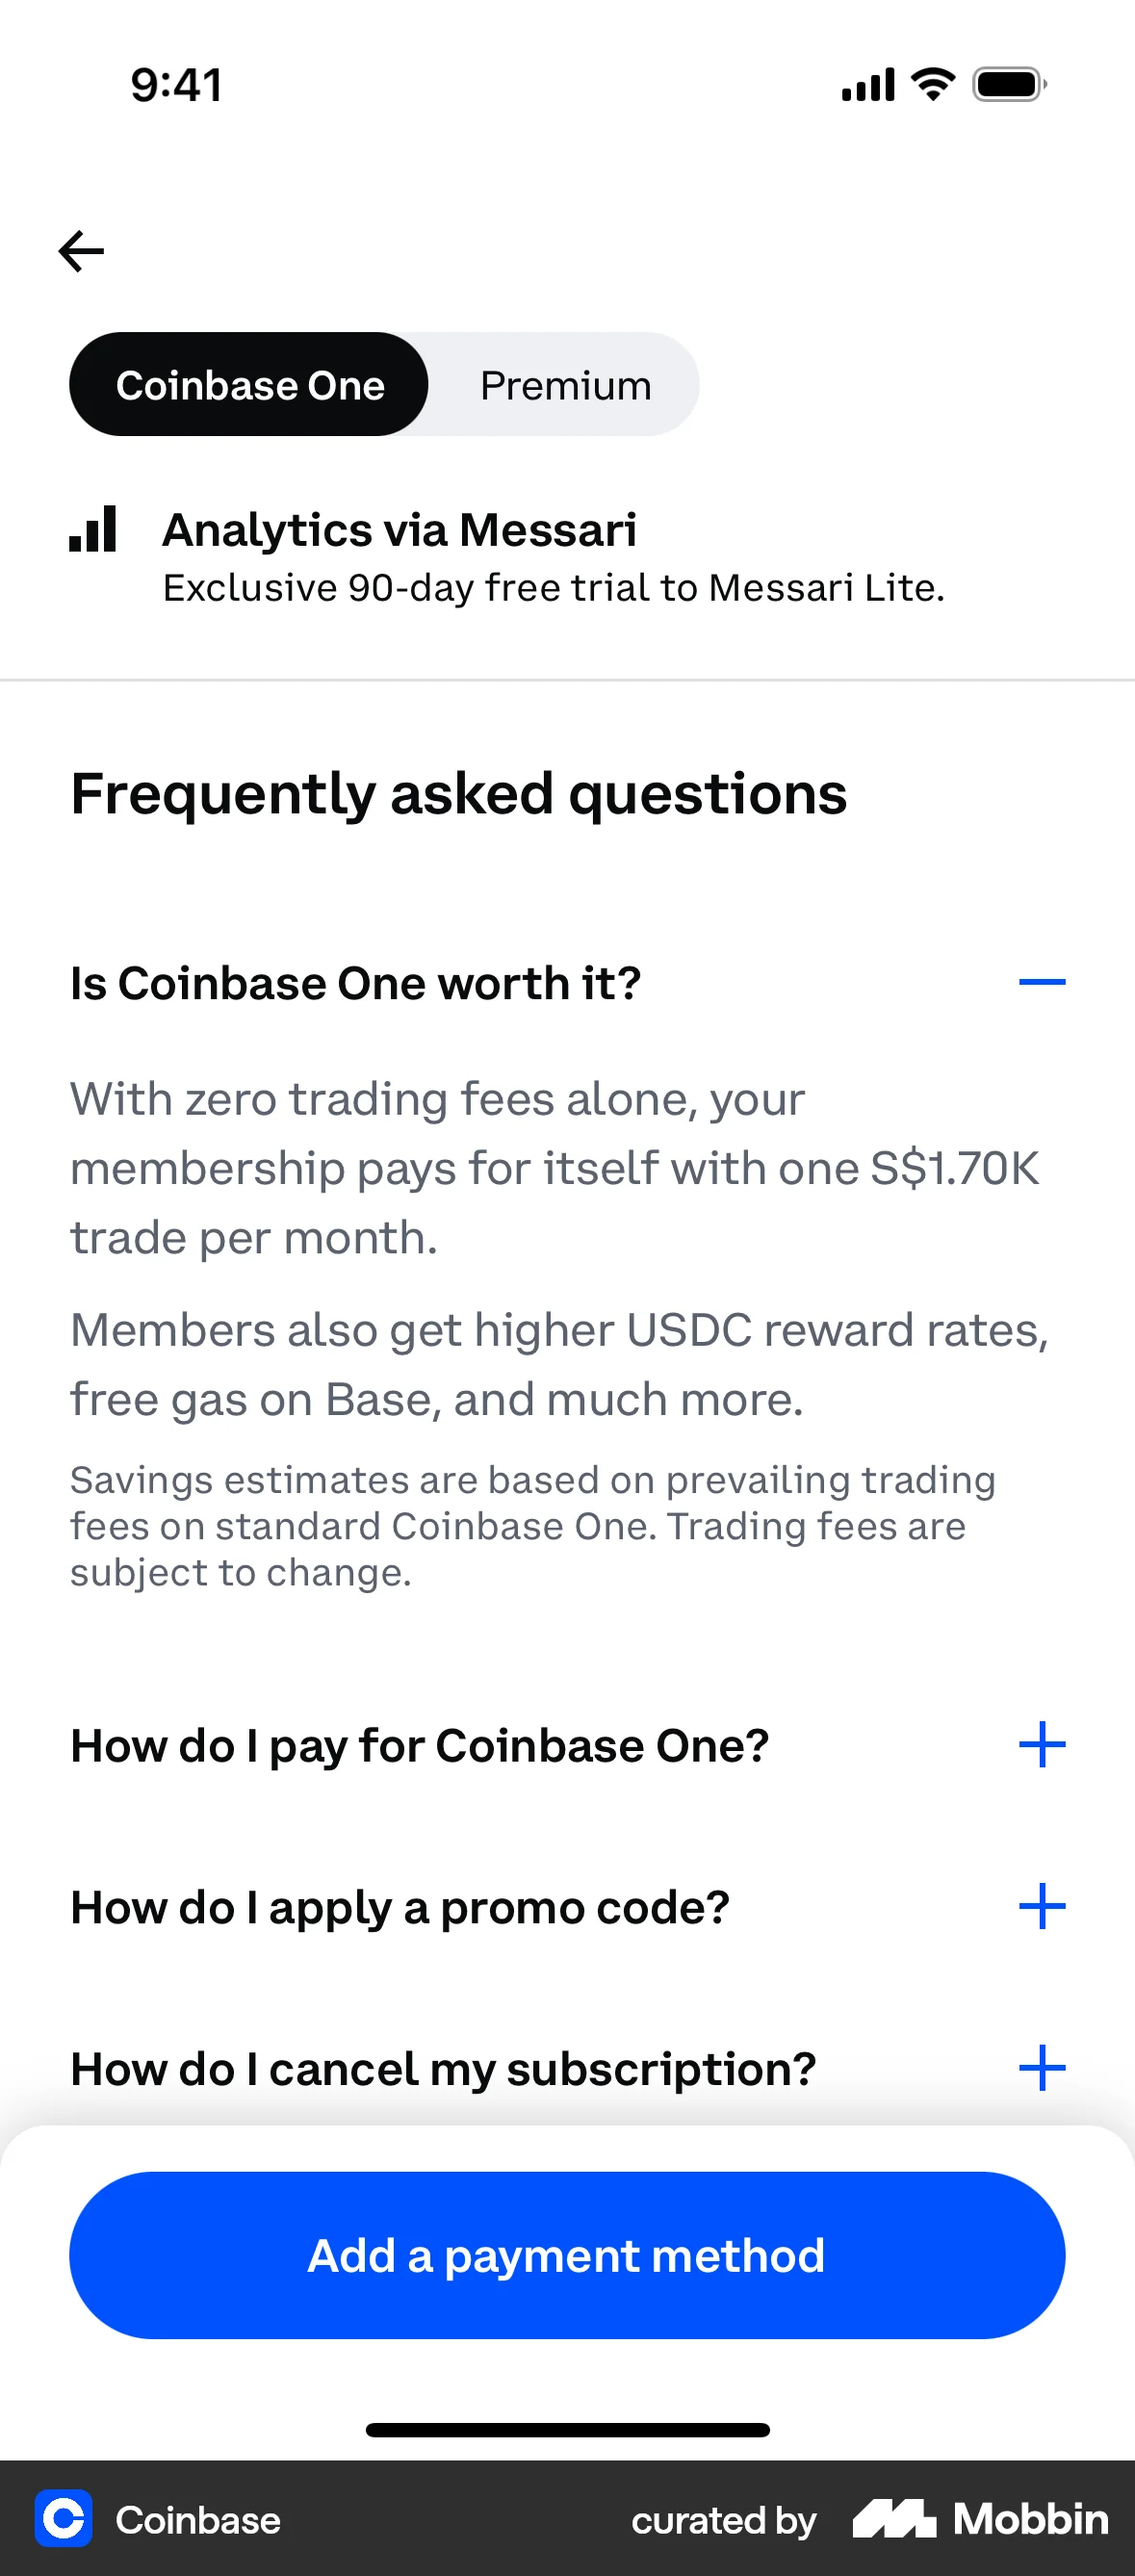 9:41
Coinbase One
Premium
Analytics via Messari
Exclusive 90-day free trial to Messari Lite.
Frequently asked questions
Is Coinbase One worth it?
With zero trading fees alone, your
membership pays for itself with one S$1.70K
trade per month.
Members also get higher USDC reward rates,
free gas on Base, and much more.
Savings estimates are based on prevailing trading
fees on standard Coinbase One. Trading fees are
subject to change.
How do I pay for Coinbase One?
How do I apply a promo code?
How do I cancel my subscription?
Add a payment method
Coinbase
curated by Mobbin